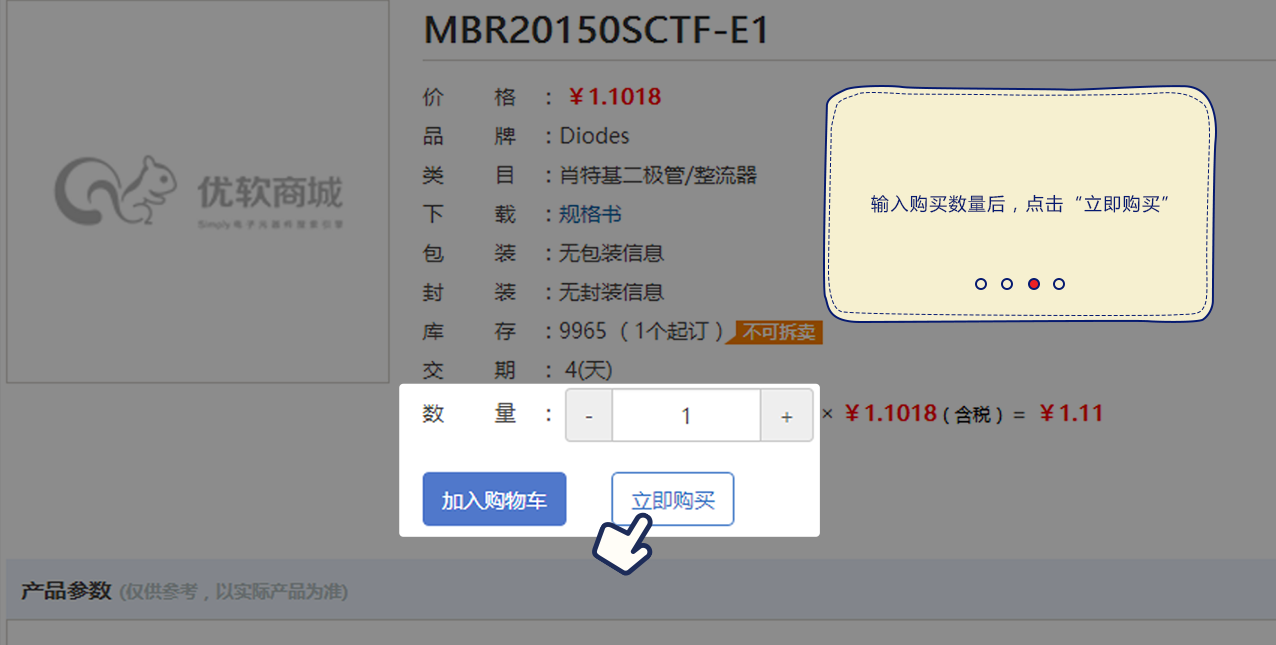 MBR20150SCTF-E1
价 格 : ¥1.1018
品 牌 : Diodes
类 目 : 肖特基二极管/整流器
下 载 : 规格书
包 装 : 无包装信息
封 装 : 无封装信息
库 存 : 9965 ( 1个起订 ) 不可拆卖
交 期 : 4(天)
数 量 : - 1 + × ¥1.1018 ( 含税 ) = ¥1.11
加入购物车 立即购买
优软商城
Simply电子元器件搜索引擎
输入购买数量后，点击“立即购买”
产品参数 (仅供参考，以实际产品为准)